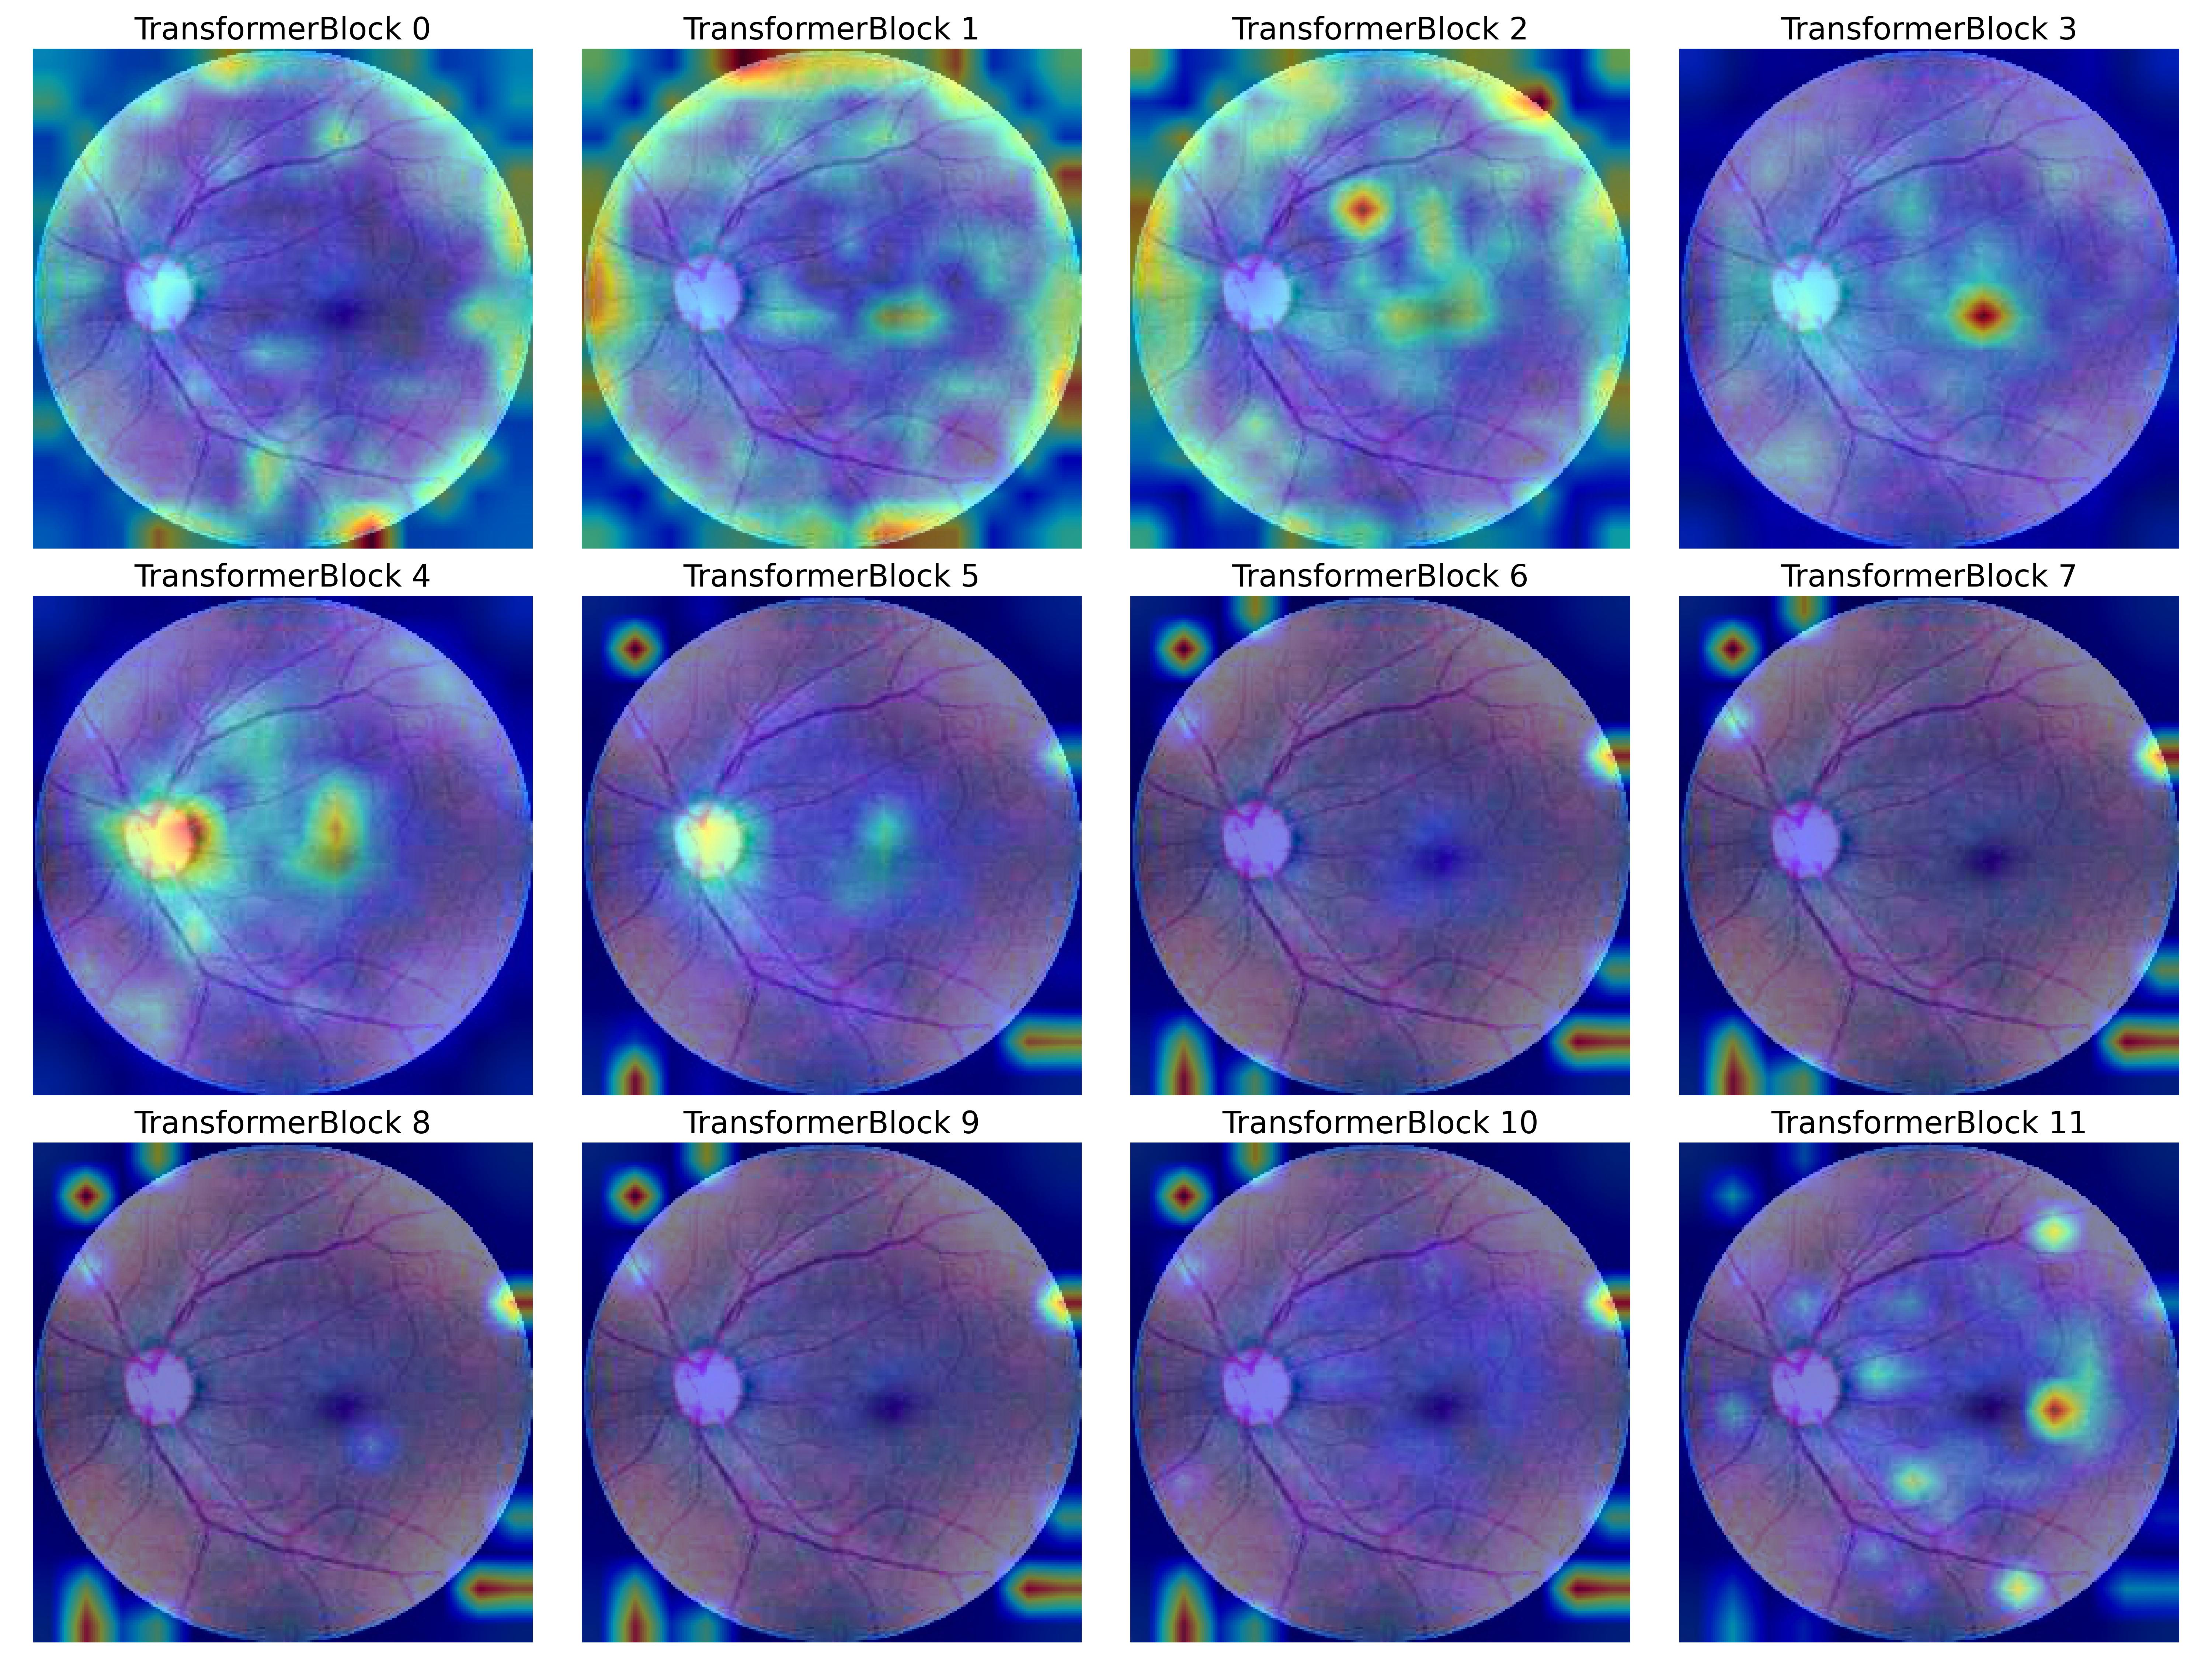 TransformerBlock 0
TransformerBlock 1
TransformerBlock 2
TransformerBlock 3
TransformerBlock 4
TransformerBlock 5
TransformerBlock 6
TransformerBlock 7
TransformerBlock 8
TransformerBlock 9
TransformerBlock 10
TransformerBlock 11